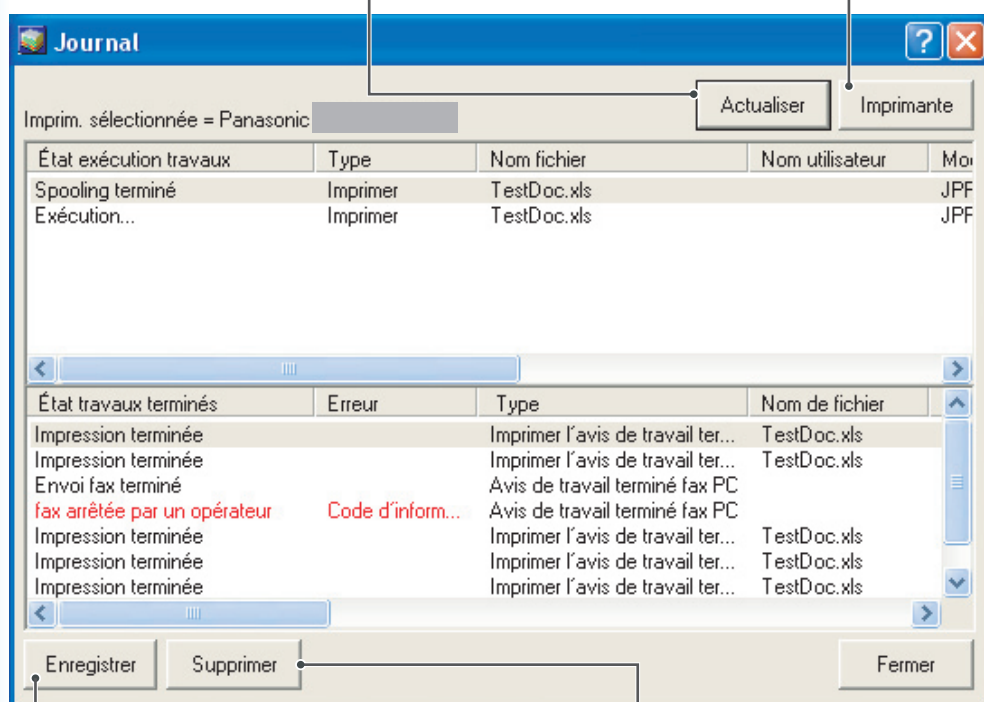 Journal
Actualiser Imprimante
Imprim. sélectionnée = Panasonic
État exécution travaux Type Nom fichier Nom utilisateur
Spooling terminé Imprimer TestDoc.xls
Exécution... Imprimer TestDoc.xls
État travaux terminés Erreur Type Nom de fichier
Impression terminée Imprimer l´avis de travail ter... TestDoc.xls
Impression terminée Imprimer l´avis de travail ter... TestDoc.xls
Envoi fax terminé Avis de travail terminé fax PC
fax arrêtée par un opérateur Code d´inform... Avis de travail terminé fax PC
Impression terminée Imprimer l´avis de travail ter... TestDoc.xls
Impression terminée Imprimer l´avis de travail ter... TestDoc.xls
Impression terminée Imprimer l´avis de travail ter... TestDoc.xls
Enregistrer Supprimer Fermer